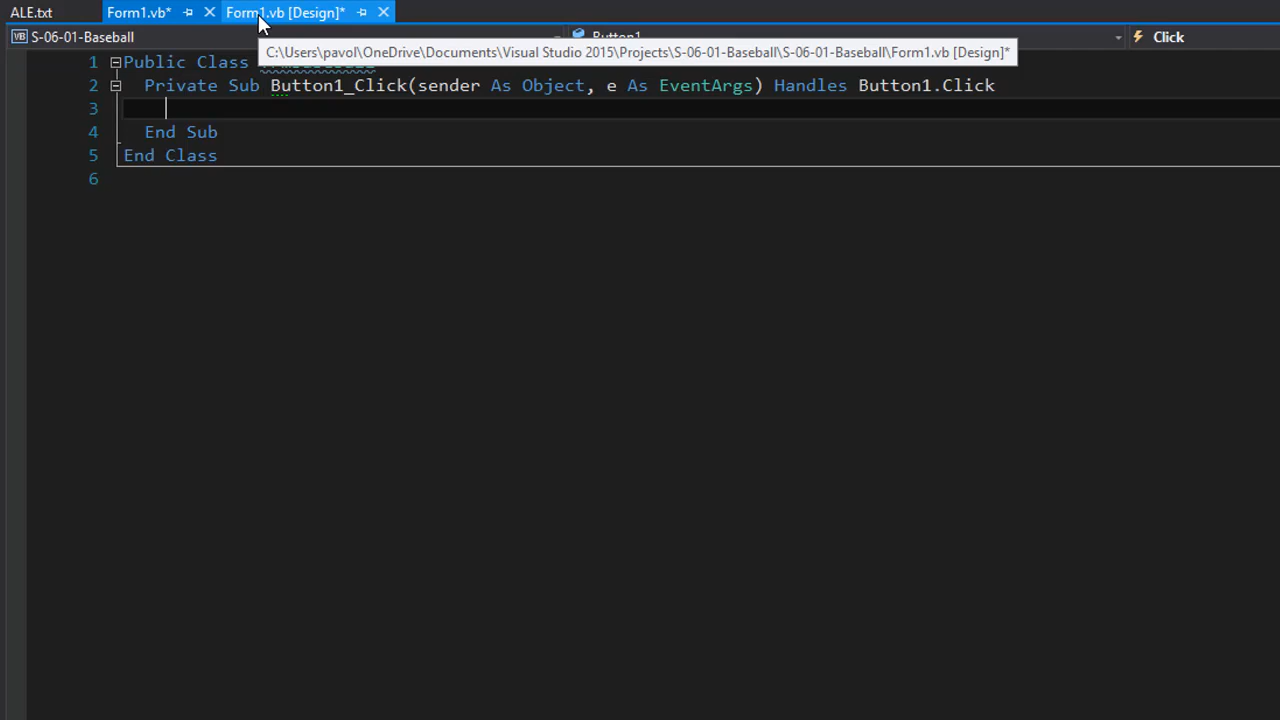 ALE.txt Form1.vb* Form1.vb [Design]*
VB S-06-01-Baseball Button1 Click
C:\Users\pavol\OneDrive\Documents\Visual Studio 2015\Projects\S-06-01-Baseball\S-06-01-Baseball\Form1.vb [Design]*
1 Public Class
2 Private Sub Button1_Click(sender As Object, e As EventArgs) Handles Button1.Click
3
4 End Sub
5 End Class
6